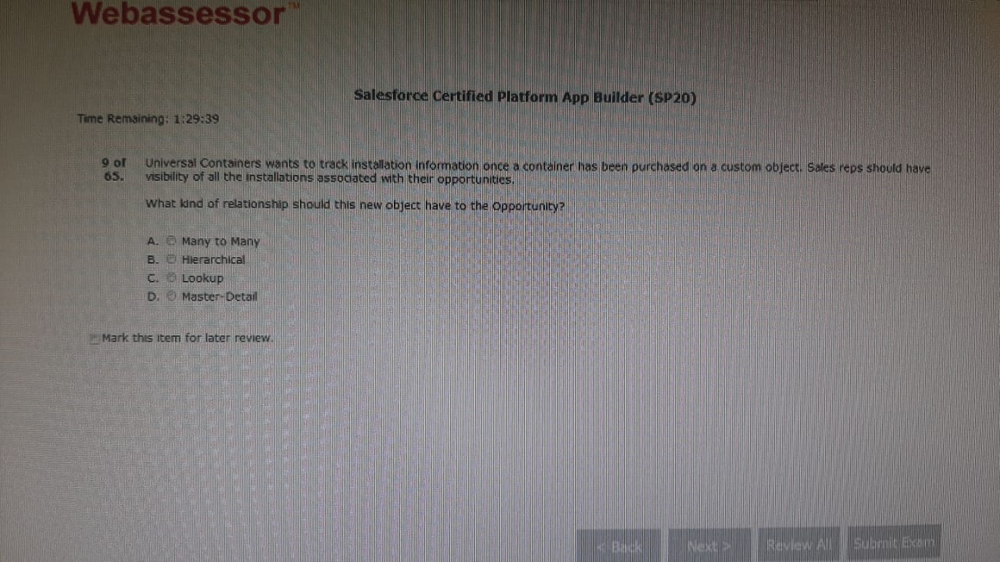 Webassessor™
Salesforce Certified Platform App Builder (SP20)
Time Remaining: 1:29:39
9 of 65. Universal Containers wants to track installation information once a container has been purchased on a custom object. Sales reps should have
visibility of all the installations associated with their opportunities.
What kind of relationship should this new object have to the Opportunity?
A. Many to Many
B. Hierarchical
C. Lookup
D. Master-Detail
Mark this item for later review.
< Back Next > Review All Submit Exam